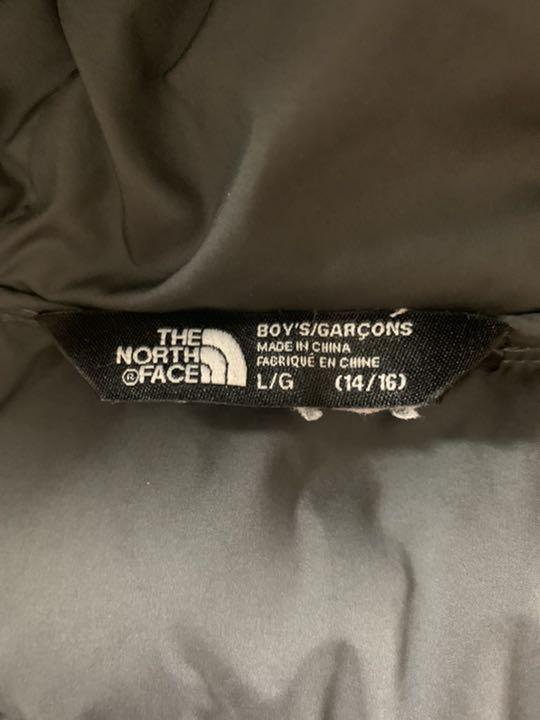 THE
NORTH
®FACE
BOY'S/GARÇONS
MADE IN CHINA
FABRIQUÉ EN CHINE
L/G (14/16)